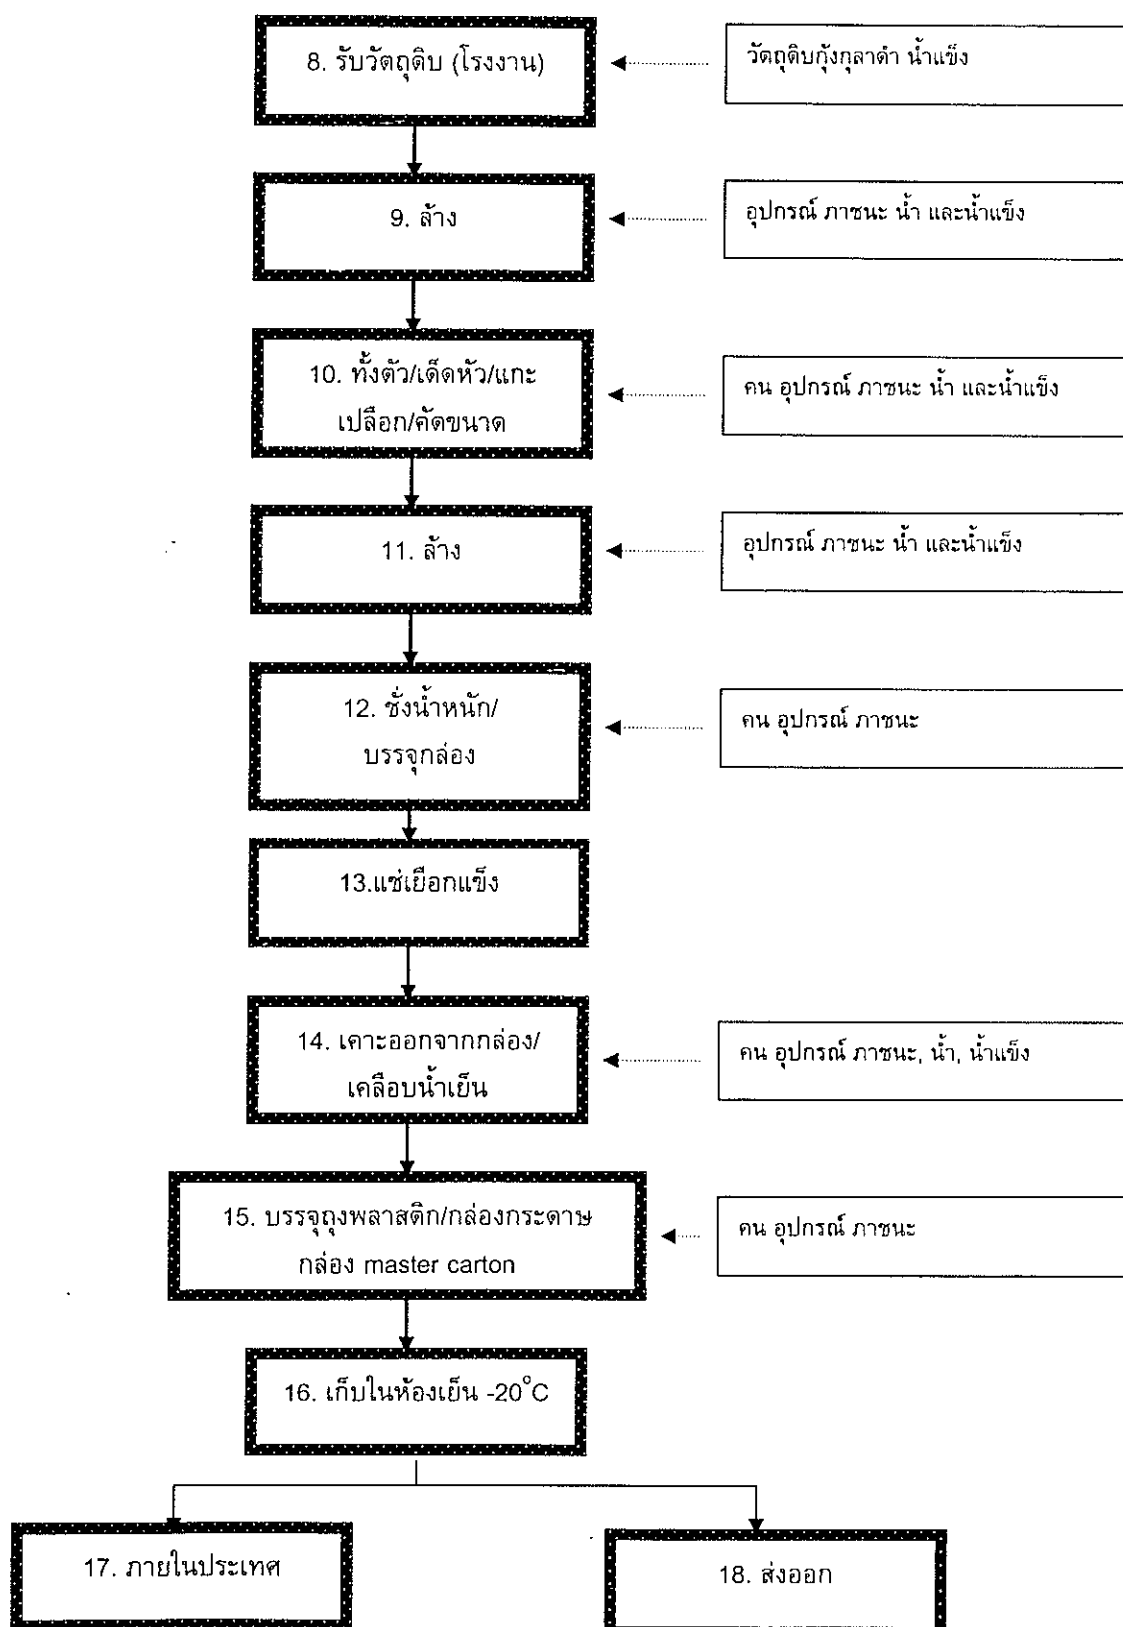 8. รับวัตถุดิบ (โรงงาน)
วัตถุดิบกุ้งกุลาดำ น้ำแข็ง
9. ล้าง
อุปกรณ์ ภาชนะ น้ำ และน้ำแข็ง
10. ทั้งตัว/เด็ดหัว/แกะ
เปลือก/คัดขนาด
คน อุปกรณ์ ภาชนะ น้ำ และน้ำแข็ง
11. ล้าง
อุปกรณ์ ภาชนะ น้ำ และน้ำแข็ง
12. ชั่งน้ำหนัก/
บรรจุกล่อง
คน อุปกรณ์ ภาชนะ
13.แช่เยือกแข็ง
14. เคาะออกจากกล่อง/
เคลือบน้ำเย็น
คน อุปกรณ์ ภาชนะ, น้ำ, น้ำแข็ง
15. บรรจุถุงพลาสติก/กล่องกระดาษ
กล่อง master carton
คน อุปกรณ์ ภาชนะ
16. เก็บในห้องเย็น -20°C
17. ภายในประเทศ
18. ส่งออก